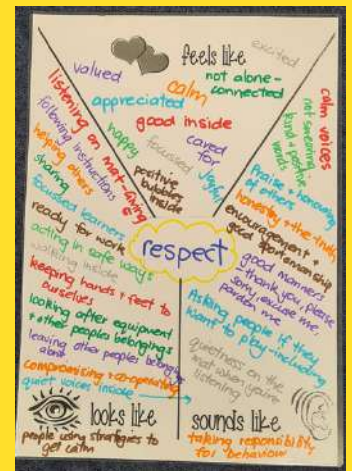 feels like
excited
valued
not alone -
connected
calm
appreciated
good inside
happy
cared
for
focussed
joyful
positive
bubbles
inside
respect
listening on mat-giving
following instructions
helping others
sharing
focussed learners
ready for work
acting in safe ways
walking inside
keeping hands + feet to
ourselves
looking after equipment
+ other peoples belongings
leaving other peoples belongings
alone
compromising + co-operating
quiet voices inside
looks like
people using strategies to
get calm
calm voices
not swearing
kind + positive
words
Praise + honouring
of others
honesty + the truth
encouragement +
good sportsmanship
good manners
- thank you, please
sorry, excuse me,
pardon me
Asking people if they
want to play - including
quietness on the
mat when you're
listening
sounds like
taking responsibility
for behaviour